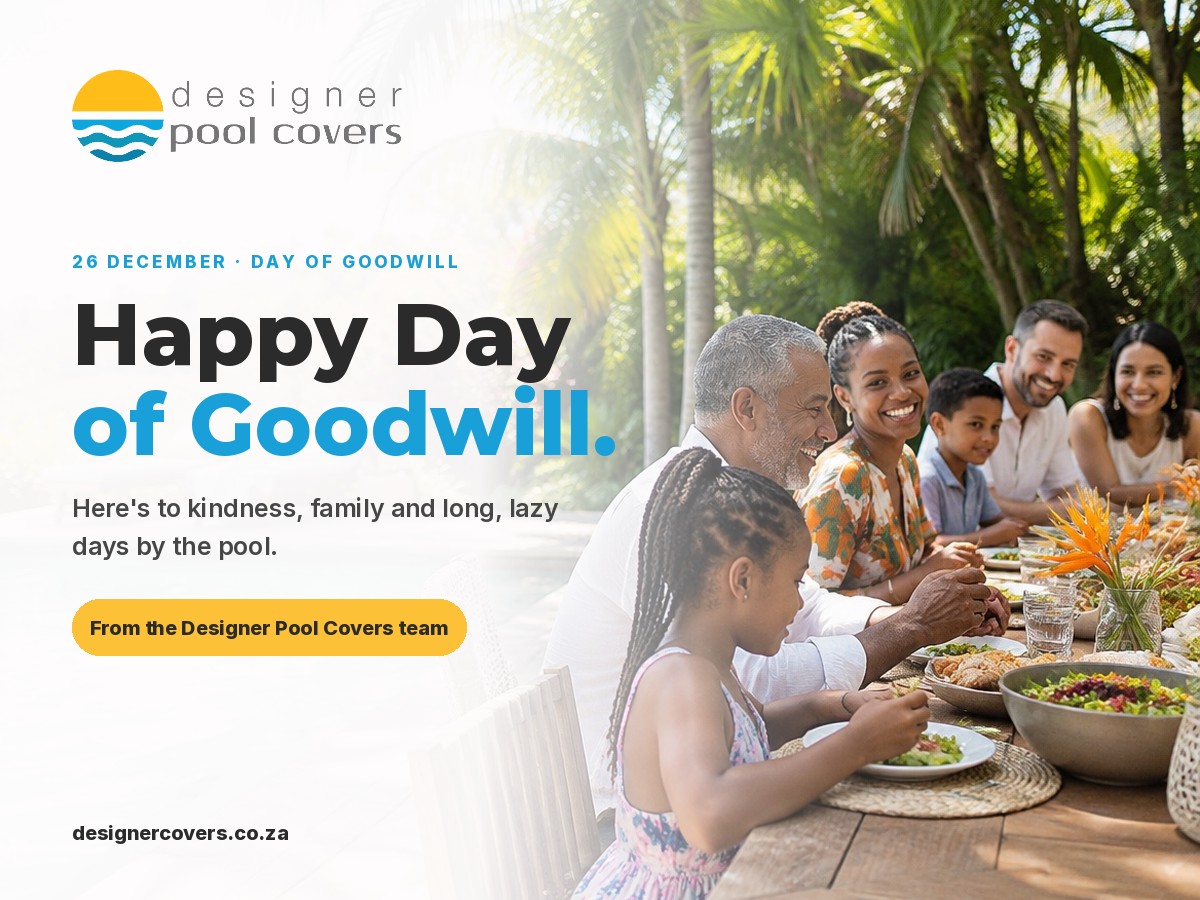 designer
pool covers
26 DECEMBER · DAY OF GOODWILL
Happy Day
of Goodwill.
Here's to kindness, family and long, lazy
days by the pool.
From the Designer Pool Covers team
designercovers.co.za